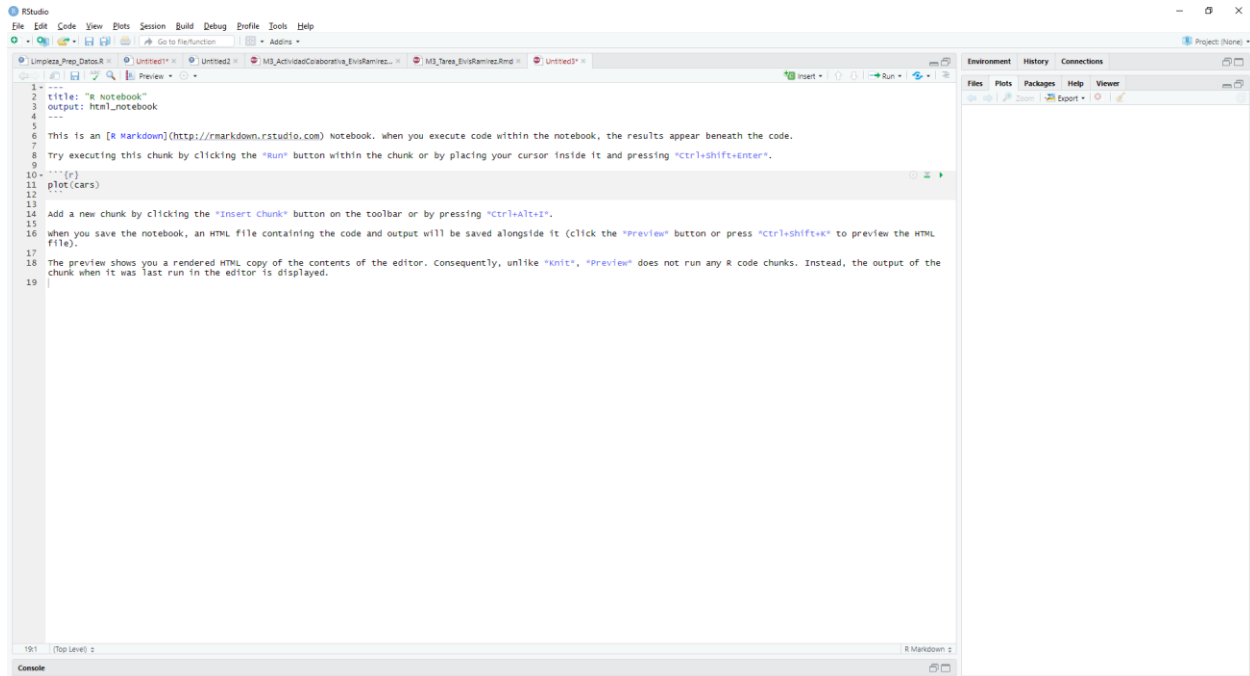 RStudio
File Edit Code View Plots Session Build Debug Profile Tools Help
Go to file/function Addins Project: (None)
Limpieza_Prep_Datos.R Untitled1* Untitled2 M3_ActividadColaborativa_ElvisRamirez... M3_Tarea_ElvisRamirez.Rmd Untitled3*
Environment History Connections
Preview Insert Run
Files Plots Packages Help Viewer
Zoom Export
1 ---
2 title: "R Notebook"
3 output: html_notebook
4 ---
5
6 This is an [R Markdown](http://rmarkdown.rstudio.com) Notebook. When you execute code within the notebook, the results appear beneath the code.
7
8 Try executing this chunk by clicking the *Run* button within the chunk or by placing your cursor inside it and pressing *Ctrl+Shift+Enter*.
9
10 ```{r}
11 plot(cars)
12 ```
13
14 Add a new chunk by clicking the *Insert Chunk* button on the toolbar or by pressing *Ctrl+Alt+I*.
15
16 When you save the notebook, an HTML file containing the code and output will be saved alongside it (click the *Preview* button or press *Ctrl+Shift+K* to preview the HTML
file).
17
18 The preview shows you a rendered HTML copy of the contents of the editor. Consequently, unlike *Knit*, *Preview* does not run any R code chunks. Instead, the output of the
chunk when it was last run in the editor is displayed.
19
19:1 (Top Level) R Markdown
Console